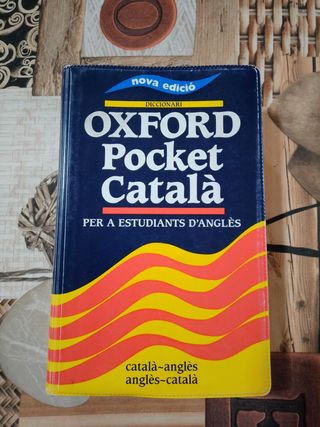 nova edició
DICCIONARI
OXFORD
Pocket
Català
PER A ESTUDIANTS D'ANGLÈS
català~anglès
anglès~català